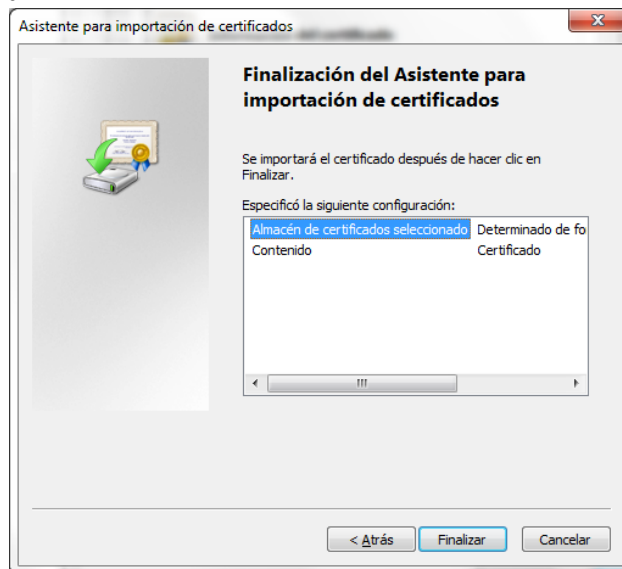 Asistente para importación de certificados
Finalización del Asistente para
importación de certificados
Se importará el certificado después de hacer clic en
Finalizar.
Especificó la siguiente configuración:
Almacén de certificados seleccionado Determinado de fo
Contenido Certificado
< Atrás Finalizar Cancelar